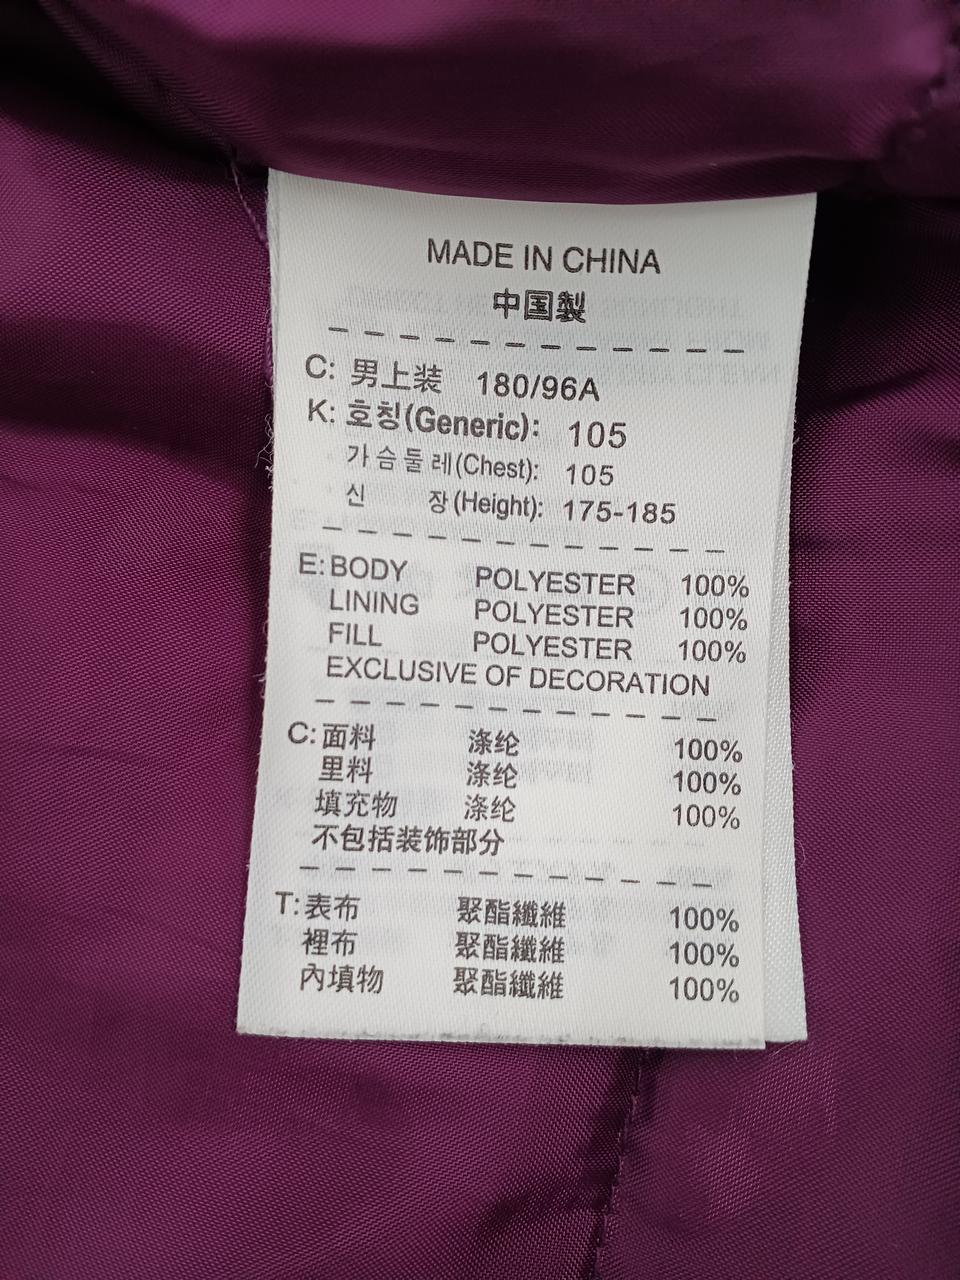 MADE IN CHINA
中国製
C: 男上装 180/96A
K: 호칭(Generic): 105
가슴둘레(Chest): 105
신 장(Height): 175-185
E: BODY POLYESTER 100%
LINING POLYESTER 100%
FILL POLYESTER 100%
EXCLUSIVE OF DECORATION
C: 面料 涤纶 100%
里料 涤纶 100%
填充物 涤纶 100%
不包括装饰部分
T: 表布 聚酯纖維 100%
裡布 聚酯纖維 100%
內填物 聚酯纖維 100%